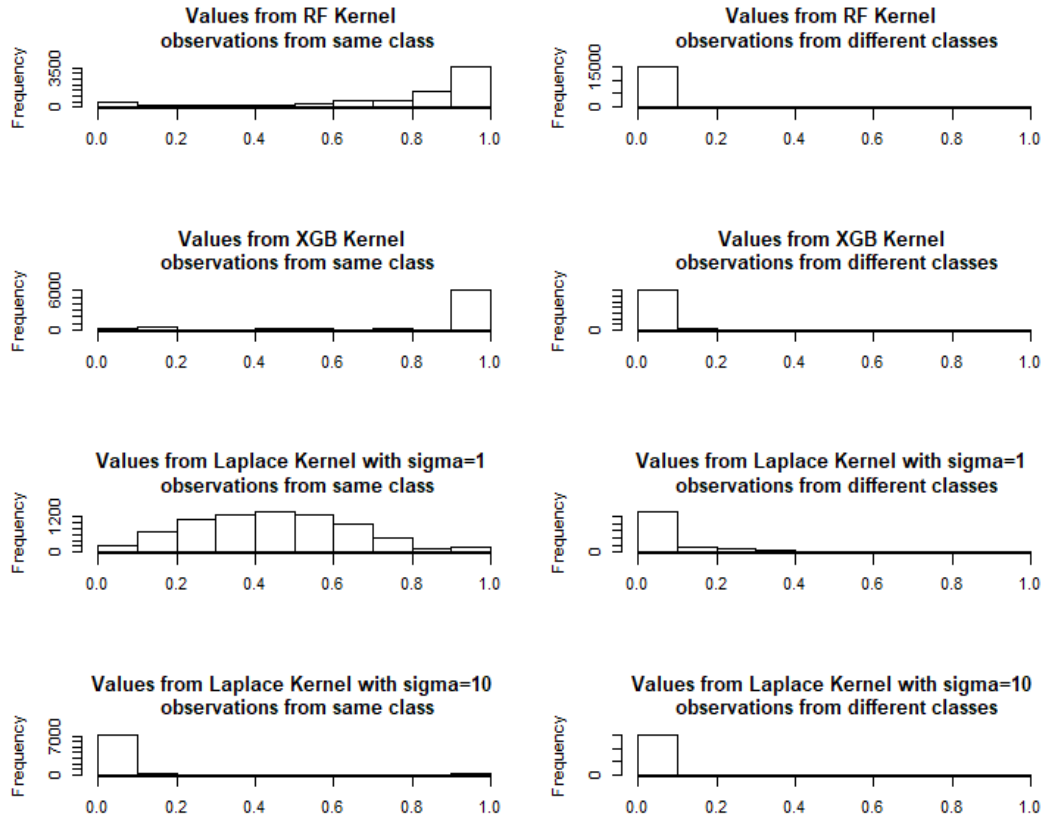 Values from RF Kernel
observations from same class
Frequency
3500
0
0.0 0.2 0.4 0.6 0.8 1.0
Values from RF Kernel
observations from different classes
Frequency
15000
0
0.0 0.2 0.4 0.6 0.8 1.0
Values from XGB Kernel
observations from same class
Frequency
6000
0
0.0 0.2 0.4 0.6 0.8 1.0
Values from XGB Kernel
observations from different classes
Frequency
0
0.0 0.2 0.4 0.6 0.8 1.0
Values from Laplace Kernel with sigma=1
observations from same class
Frequency
1200
0
0.0 0.2 0.4 0.6 0.8 1.0
Values from Laplace Kernel with sigma=1
observations from different classes
Frequency
0
0.0 0.2 0.4 0.6 0.8 1.0
Values from Laplace Kernel with sigma=10
observations from same class
Frequency
7000
0
0.0 0.2 0.4 0.6 0.8 1.0
Values from Laplace Kernel with sigma=10
observations from different classes
Frequency
0
0.0 0.2 0.4 0.6 0.8 1.0